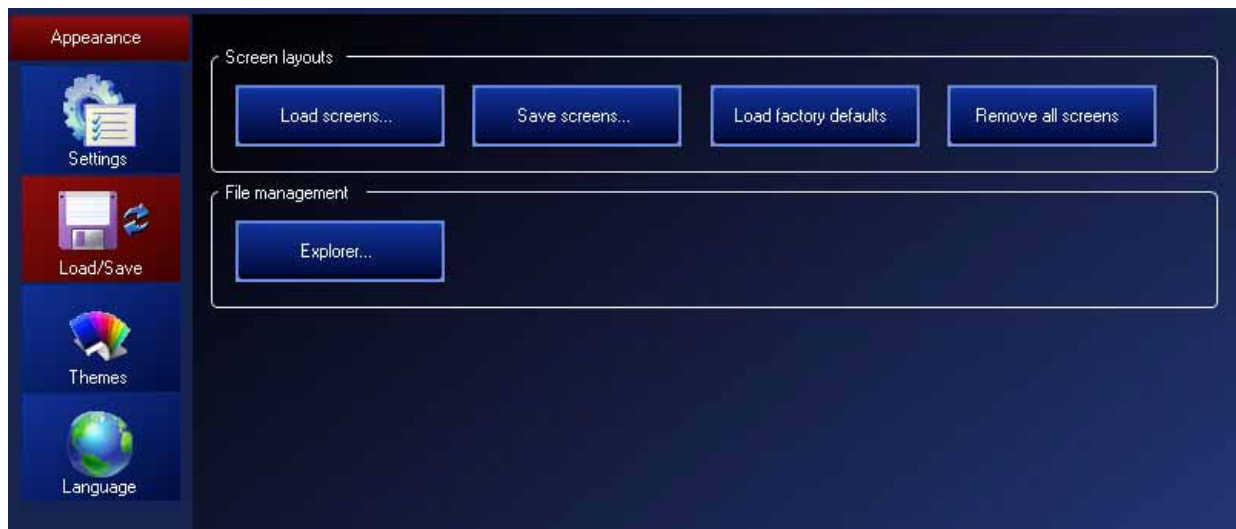 Appearance
Settings
Load/Save
Themes
Language
Screen layouts
Load screens...
Save screens...
Load factory defaults
Remove all screens
File management
Explorer...